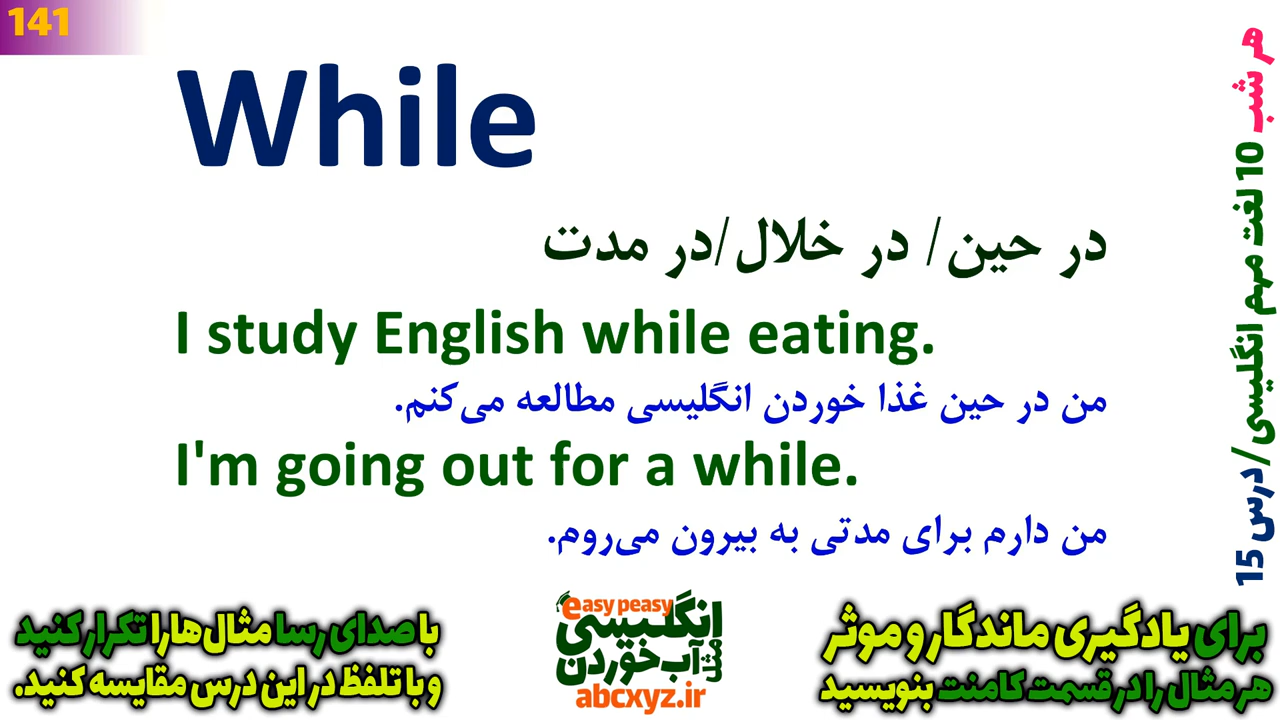 141
While
در حین/ در خلال/در مدت
I study English while eating.
من در حین غذا خوردن انگلیسی مطالعه می‌کنم.
I'm going out for a while.
من دارم برای مدتی به بیرون می‌روم.
هر شب 10 لغت مهم انگلیسی/درس 15
برای یادگیری ماندگار و موثر
هر مثال را در قسمت کامنت بنویسید
easy peasy
انگلیسی
مثل آب خوردن
abcxyz.ir
با صدای رسا مثال‌ها را تکرار کنید
و با تلفظ در این درس مقایسه کنید.